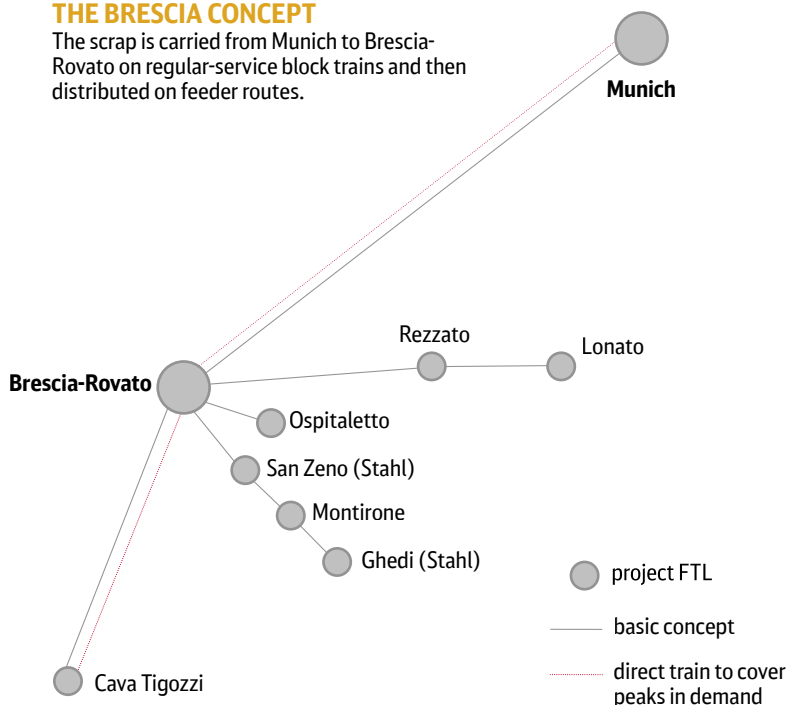 THE BRESCIA CONCEPT
The scrap is carried from Munich to Brescia-
Rovato on regular-service block trains and then
distributed on feeder routes.
Munich
Rezzato
Lonato
Brescia-Rovato
Ospitaletto
San Zeno (Stahl)
Montirone
Ghedi (Stahl)
project FTL
basic concept
Cava Tigozzi
direct train to cover
peaks in demand